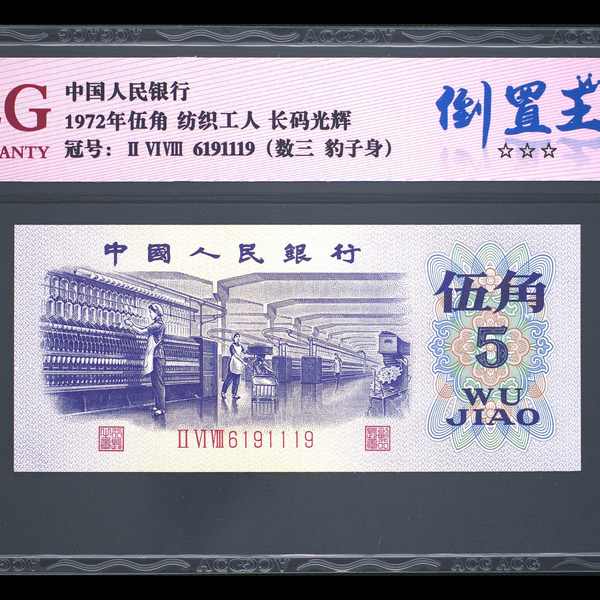 G
ANTY
中国人民银行
1972年伍角 纺织工人 长码光辉
冠号: Ⅱ Ⅵ Ⅷ 6191119 (数三 豹子身)
倒置王
☆☆☆
中國人民銀行
伍角
5
WU
JIAO
Ⅱ Ⅵ Ⅷ 6191119